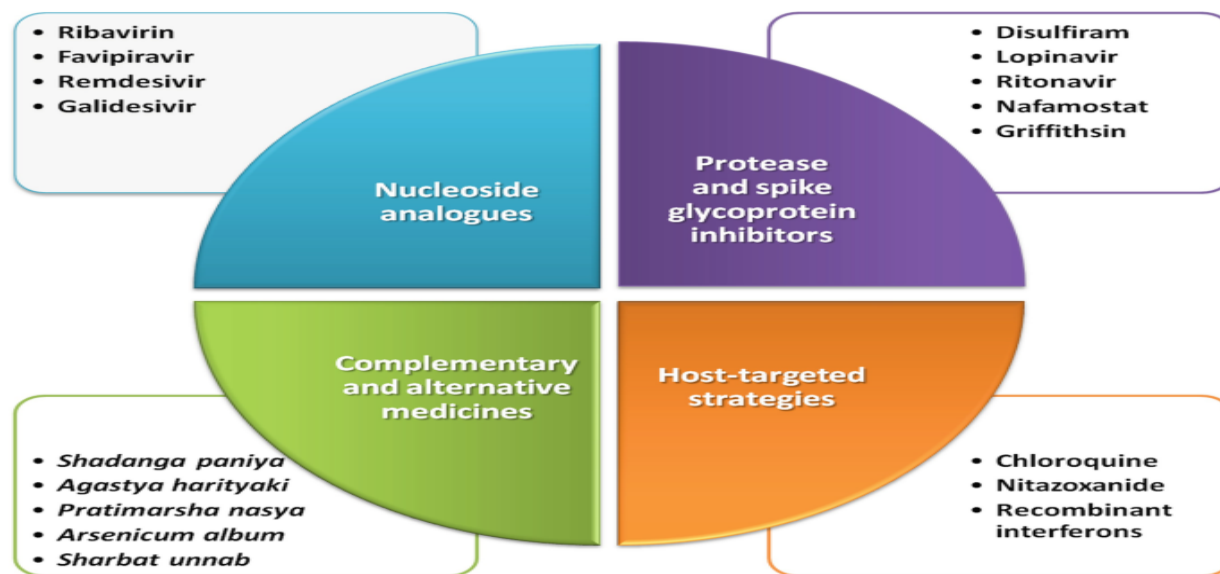 • Ribavirin
• Favipiravir
• Remdesivir
• Galidesivir
• Disulfiram
• Lopinavir
• Ritonavir
• Nafamostat
• Griffithsin
Nucleoside
analogues
Protease
and spike
glycoprotein
inhibitors
Complementary
and alternative
medicines
Host-targeted
strategies
• Shadanga paniya
• Agastya harityaki
• Pratimarsha nasya
• Arsenicum album
• Sharbat unnab
• Chloroquine
• Nitazoxanide
• Recombinant
interferons